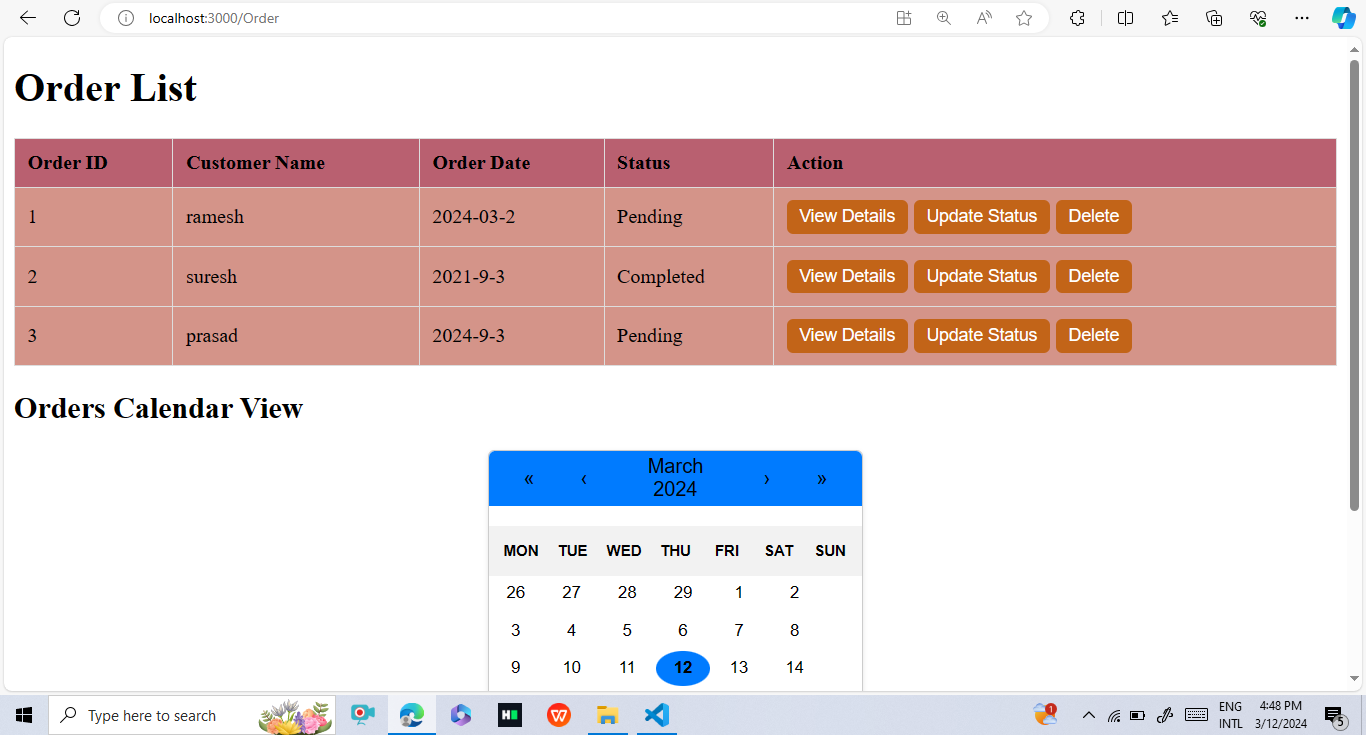 localhost:3000/Order
Order List
Order ID Customer Name Order Date Status Action
1 ramesh 2024-03-2 Pending View Details Update Status Delete
2 suresh 2021-9-3 Completed View Details Update Status Delete
3 prasad 2024-9-3 Pending View Details Update Status Delete
Orders Calendar View
« ‹ March › »
2024
MON TUE WED THU FRI SAT SUN
26 27 28 29 1 2
3 4 5 6 7 8
9 10 11 12 13 14
Type here to search
1
ENG 4:48 PM
INTL 3/12/2024
5